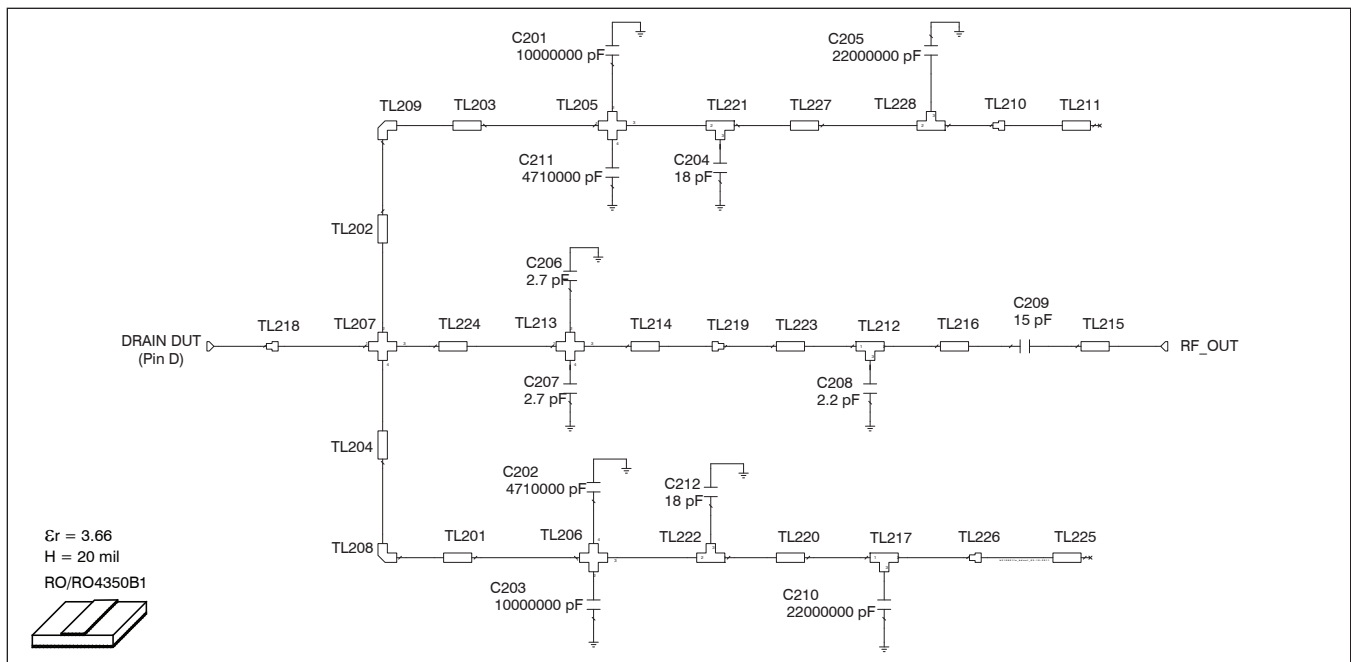 C201
10000000 pF
C205
22000000 pF
TL209
TL203
TL205
TL221
TL227
TL228
TL210
TL211
C211
4710000 pF
C204
18 pF
TL202
C206
2.7 pF
DRAIN DUT
(Pin D)
TL218
TL207
TL224
TL213
TL214
TL219
TL223
TL212
TL216
C209
15 pF
TL215
RF_OUT
C207
2.7 pF
C208
2.2 pF
TL204
C202
4710000 pF
C212
18 pF
TL208
TL201
TL206
TL222
TL220
TL217
TL226
TL225
C203
10000000 pF
C210
22000000 pF
Ɛr = 3.66
H = 20 mil
RO/RO4350B1